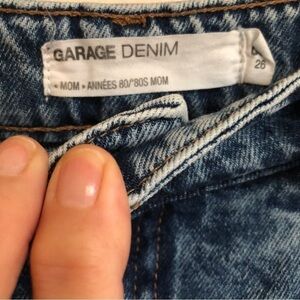 GARAGE DENIM
• MOM • ANNÉES 80/'80S MOM
26